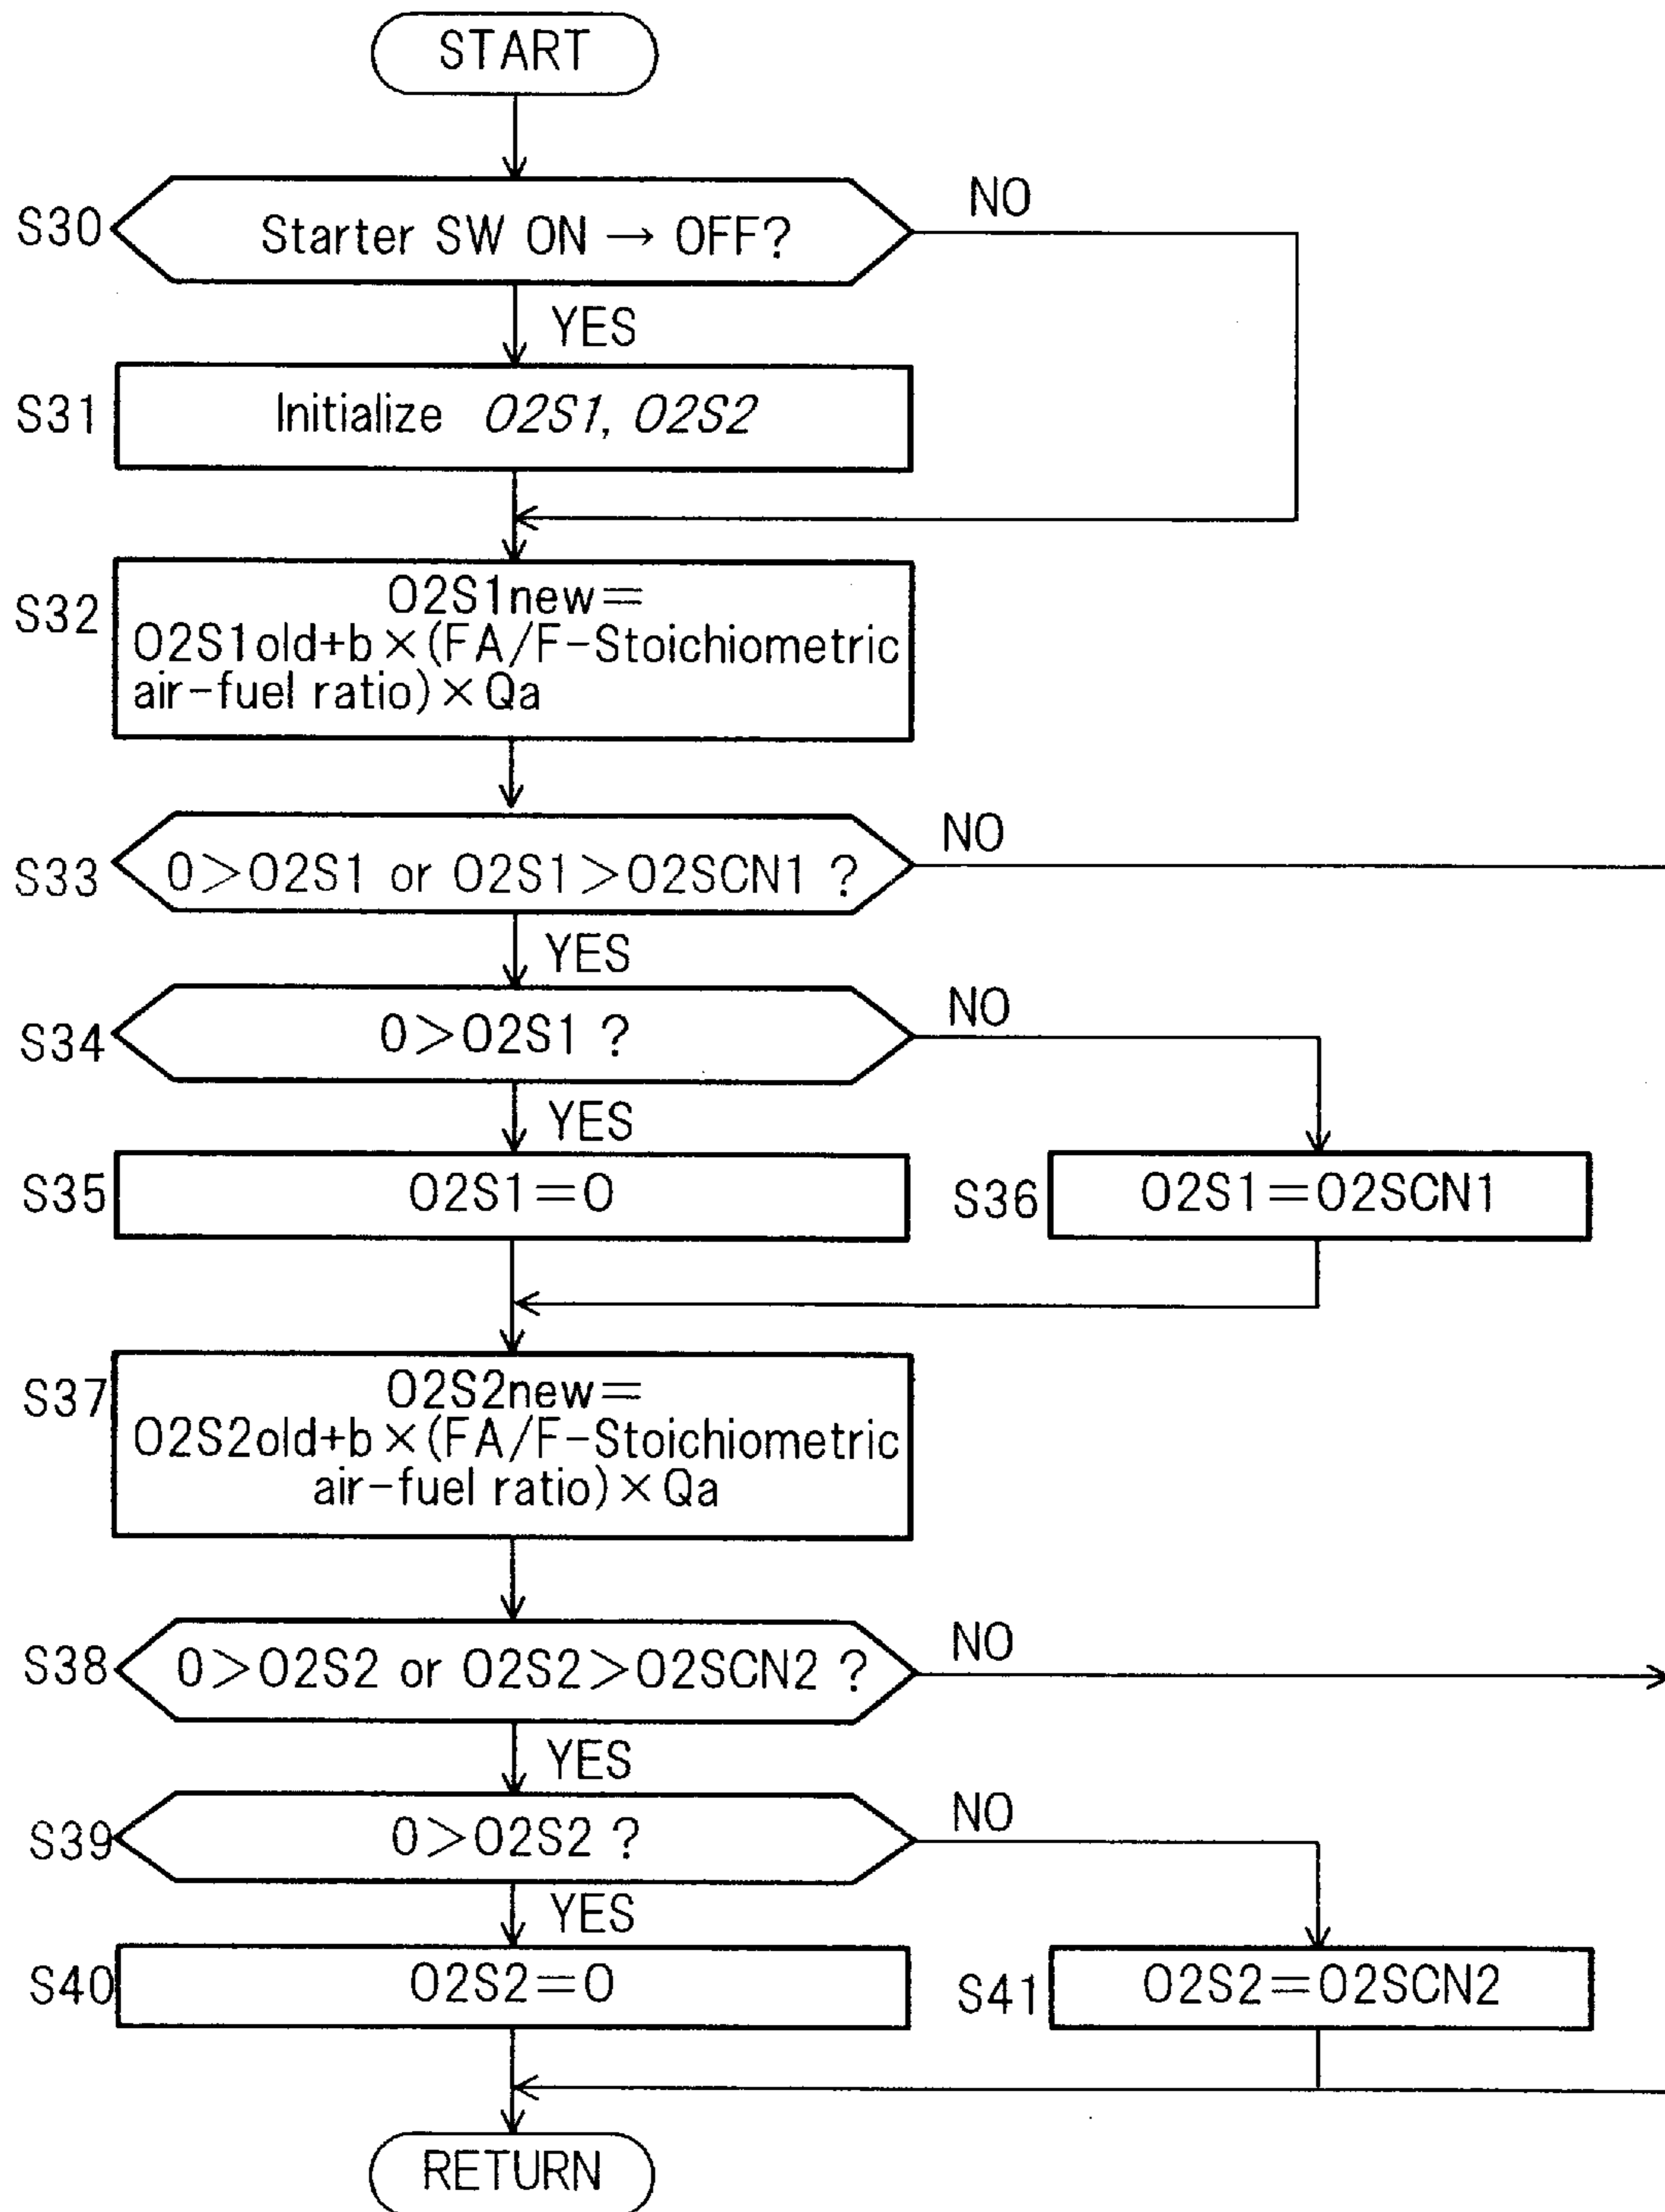 START
S30
Starter SW ON → OFF?
NO
YES
S31
Initialize O2S1, O2S2
S32
O2S1new=
O2S1old+b×(FA/F-Stoichiometric
air-fuel ratio)×Qa
S33
0>O2S1 or O2S1>O2SCN1 ?
NO
YES
S34
0>O2S1 ?
NO
YES
S35
O2S1=0
S36
O2S1=O2SCN1
S37
O2S2new=
O2S2old+b×(FA/F-Stoichiometric
air-fuel ratio)×Qa
S38
0>O2S2 or O2S2>O2SCN2 ?
NO
YES
S39
0>O2S2 ?
NO
YES
S40
O2S2=0
S41
O2S2=O2SCN2
RETURN